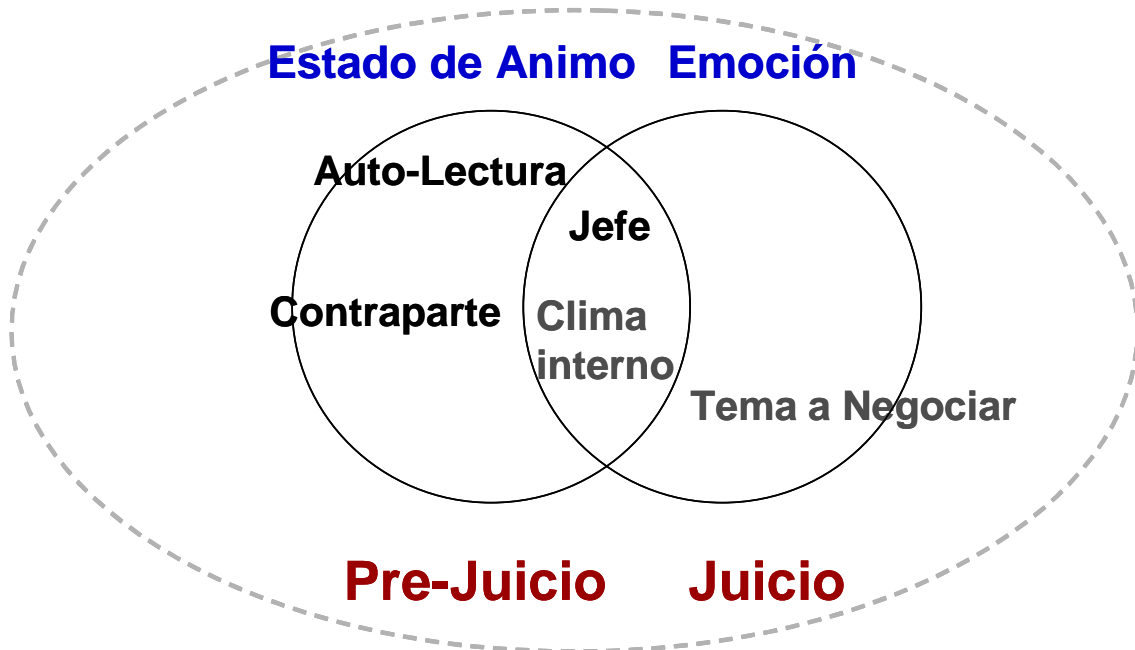 Estado de Animo Emoción
Auto-Lectura
Jefe
Contraparte
Clima
interno
Tema a Negociar
Pre-Juicio Juicio